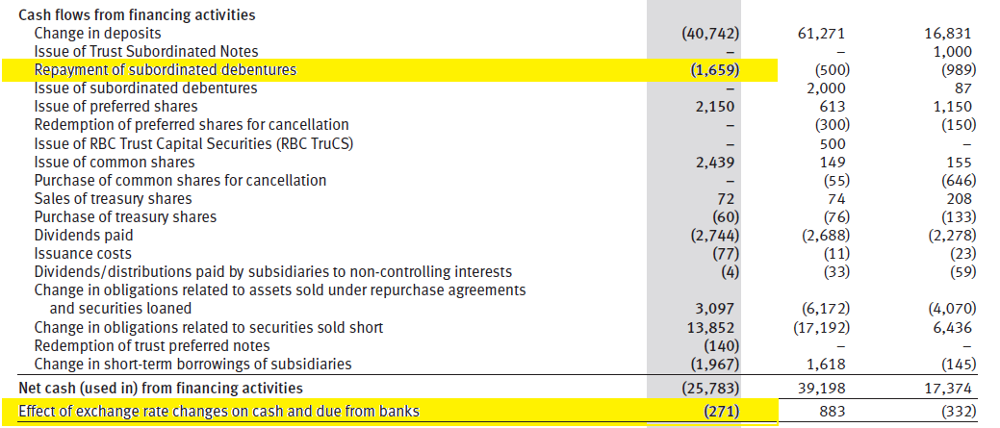 Cash flows from financing activities
Change in deposits (40,742) 61,271 16,831
Issue of Trust Subordinated Notes – – 1,000
Repayment of subordinated debentures (1,659) (500) (989)
Issue of subordinated debentures – 2,000 87
Issue of preferred shares 2,150 613 1,150
Redemption of preferred shares for cancellation – (300) (150)
Issue of RBC Trust Capital Securities (RBC TruCS) – 500 –
Issue of common shares 2,439 149 155
Purchase of common shares for cancellation – (55) (646)
Sales of treasury shares 72 74 208
Purchase of treasury shares (60) (76) (133)
Dividends paid (2,744) (2,688) (2,278)
Issuance costs (77) (11) (23)
Dividends/distributions paid by subsidiaries to non-controlling interests (4) (33) (59)
Change in obligations related to assets sold under repurchase agreements
and securities loaned 3,097 (6,172) (4,070)
Change in obligations related to securities sold short 13,852 (17,192) 6,436
Redemption of trust preferred notes (140) – –
Change in short-term borrowings of subsidiaries (1,967) 1,618 (145)
Net cash (used in) from financing activities (25,783) 39,198 17,374
Effect of exchange rate changes on cash and due from banks (271) 883 (332)